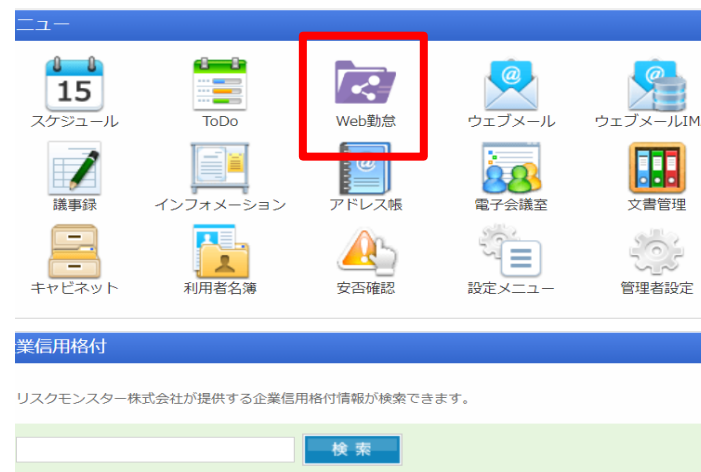 ニュー
15
スケジュール
ToDo
Web勤怠
@
ウェブメール
@
ウェブメールIM
議事録
インフォメーション
@
アドレス帳
電子会議室
文書管理
キャビネット
利用者名簿
安否確認
設定メニュー
管理者設定
業信用格付
リスクモンスター株式会社が提供する企業信用格付情報が検索できます。
検 索